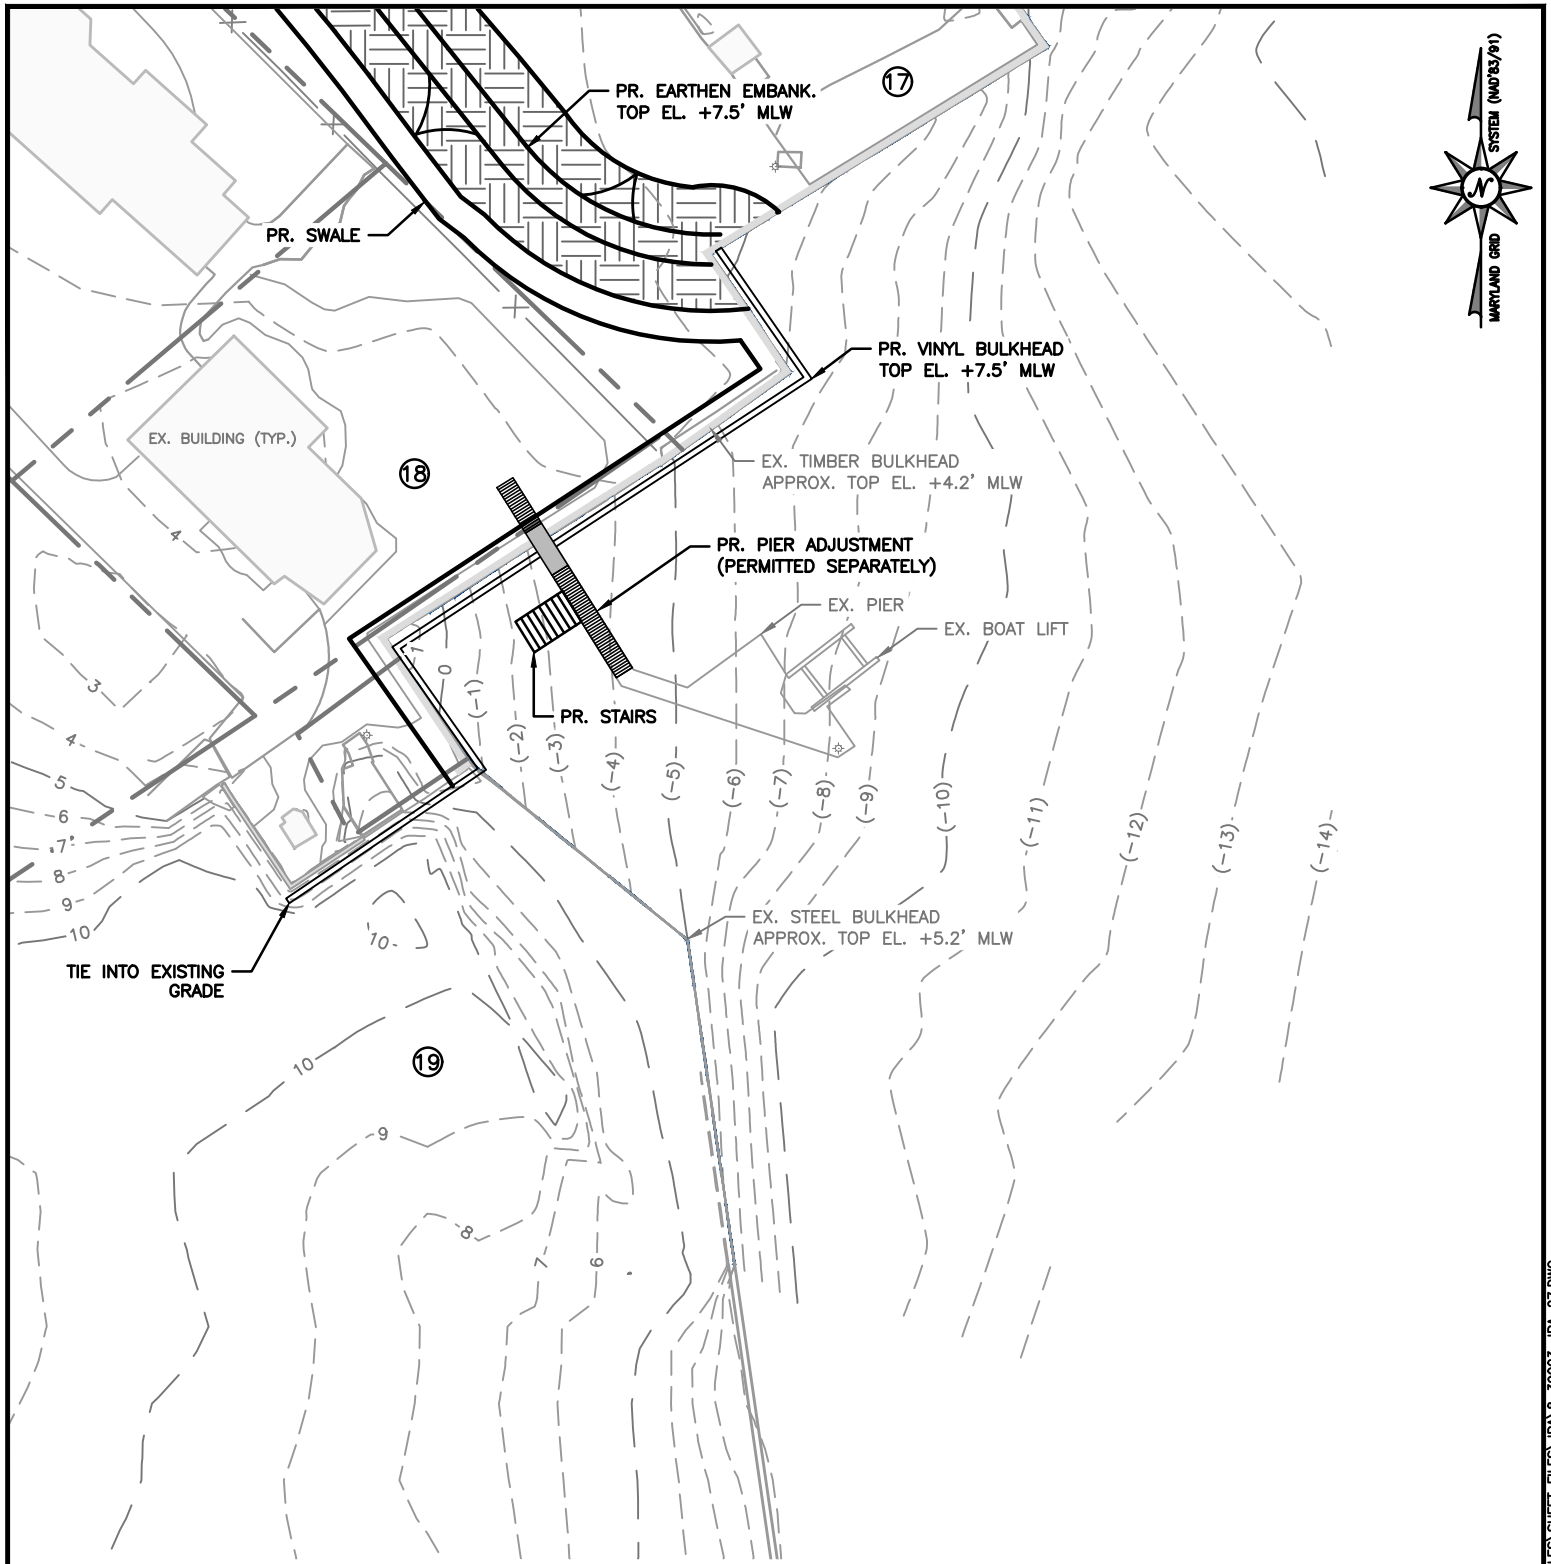 17
SYSTEM (NAD'83/91)
N
MARYLAND GRID
PR. EARTHEN EMBANK.
TOP EL. +7.5' MLW
PR. SWALE
PR. VINYL BULKHEAD
TOP EL. +7.5' MLW
EX. BUILDING (TYP.)
18
EX. TIMBER BULKHEAD
APPROX. TOP EL. +4.2' MLW
4
PR. PIER ADJUSTMENT
(PERMITTED SEPARATELY)
EX. PIER
EX. BOAT LIFT
1
0
(-1)
3
PR. STAIRS
4
5
6
7
8
9
10
(-2)
(-3)
(-4)
(-5)
(-6)
(-7)
(-8)
(-9)
(-10)
(-11)
(-12)
(-13)
(-14)
EX. STEEL BULKHEAD
APPROX. TOP EL. +5.2' MLW
10
TIE INTO EXISTING
GRADE
10
19
9
8
7
6